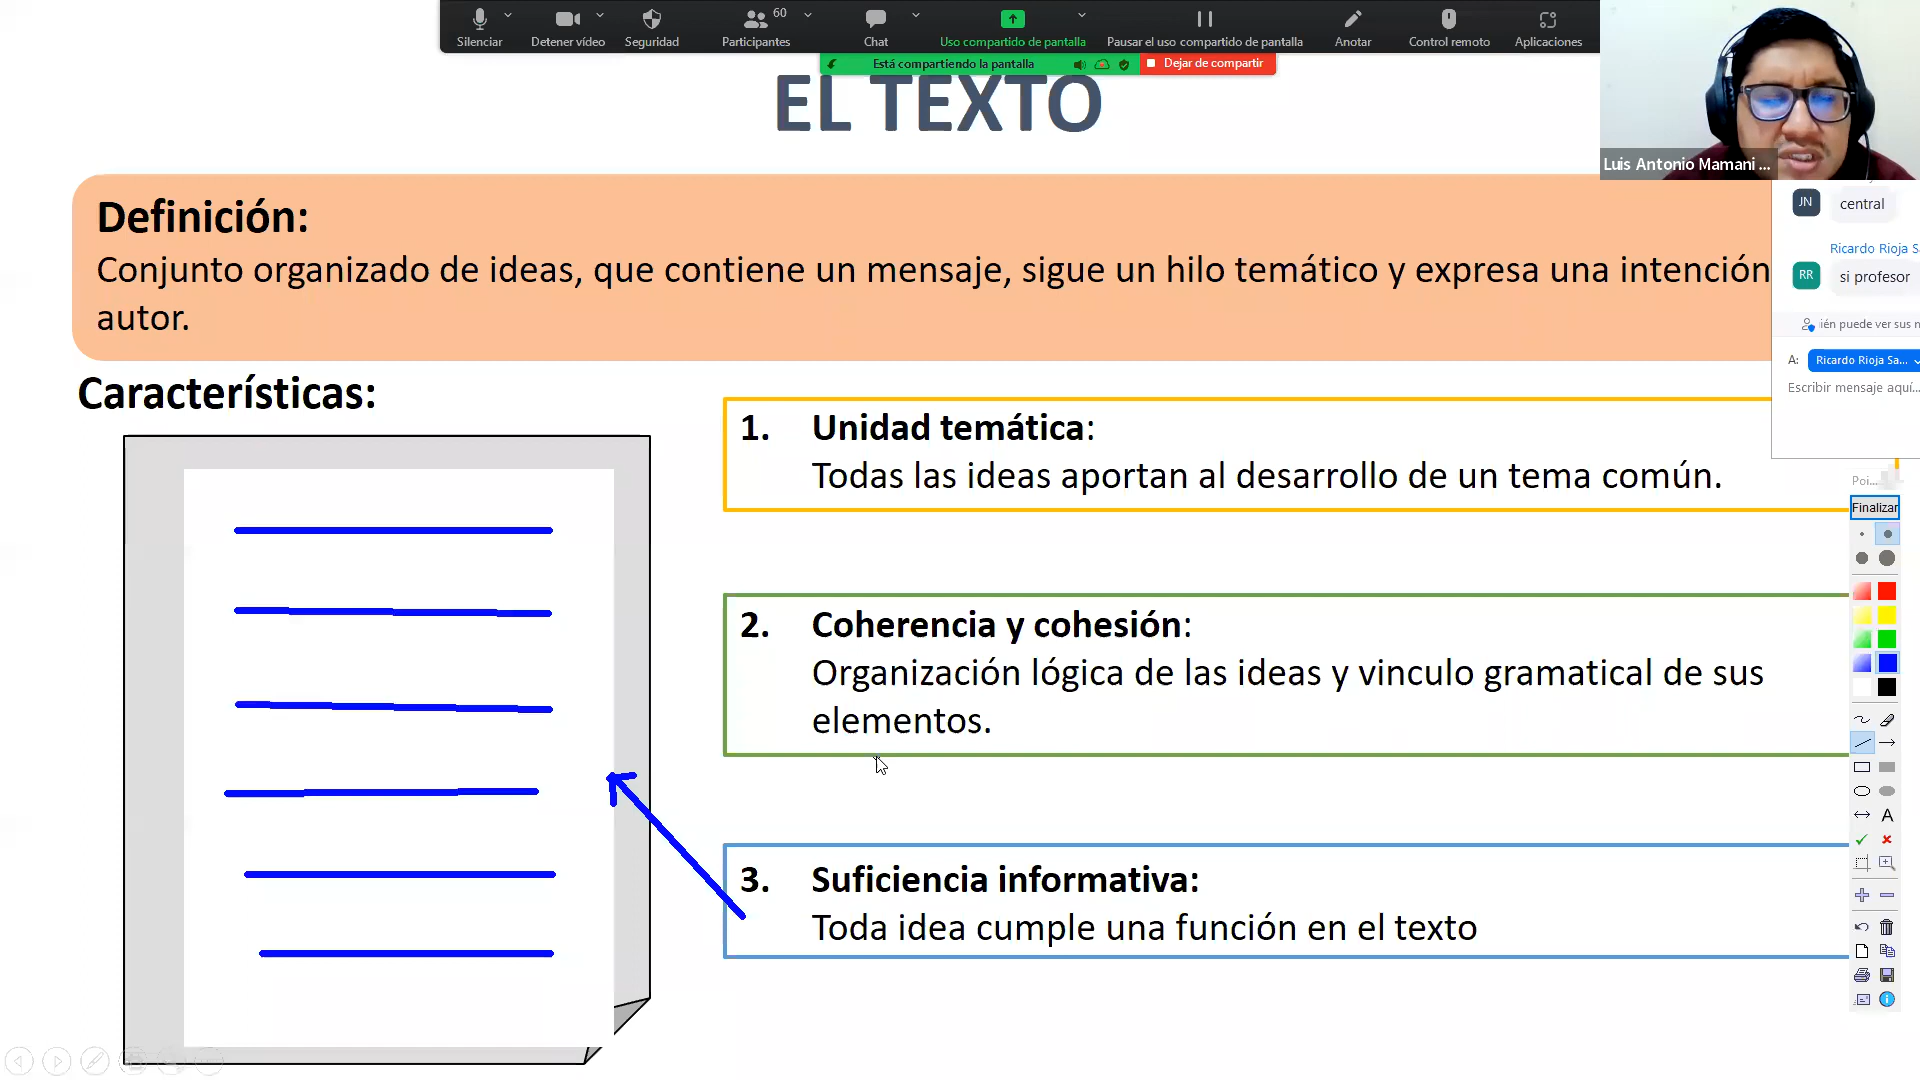 Silenciar
Detener vídeo
Seguridad
60
Participantes
Chat
Uso compartido de pantalla
Pausar el uso compartido de pantalla
Anotar
Control remoto
Aplicaciones
Está compartiendo la pantalla
Dejar de compartir
Luis Antonio Mamani ...
EL TEXTO
JN
central
Ricardo Rioja S
RR
si profesor
ién puede ver sus
A:
Ricardo Rioja Sa...
Escribir mensaje aquí...
Definición:
Conjunto organizado de ideas, que contiene un mensaje, sigue un hilo temático y expresa una intención
autor.
Características:
1. Unidad temática:
Todas las ideas aportan al desarrollo de un tema común.
2. Coherencia y cohesión:
Organización lógica de las ideas y vinculo gramatical de sus
elementos.
3. Suficiencia informativa:
Toda idea cumple una función en el texto
Poi...
Finalizar
A